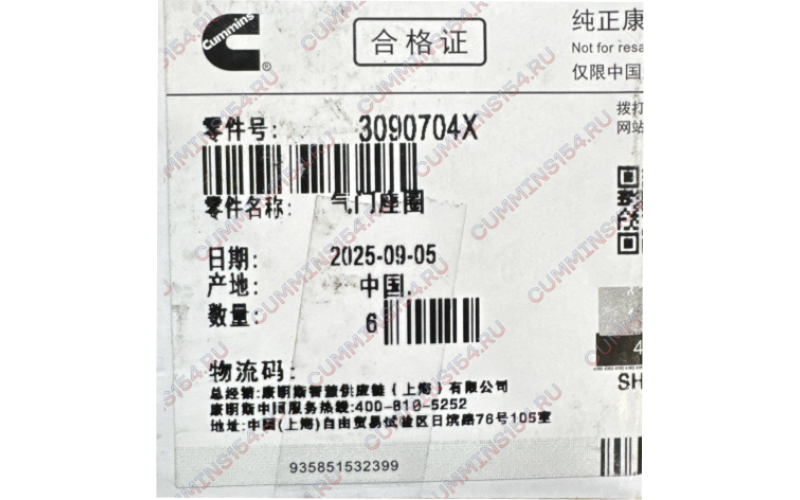 Cummins
®
合格证
纯正康
Not for resa
仅限中国
拨打
网站
零件号: 3090704X
零件名称: 气门座圈
日期: 2025-09-05
产地: 中国.
数量: 6
物流码:
总经销:康明斯智慧供应链(上海)有限公司
康明斯中国服务热线:400-810-5252
地址:中国(上海)自由贸易试验区日滨路76号105室
935851532399
4
SH
CUMMINS154.RU